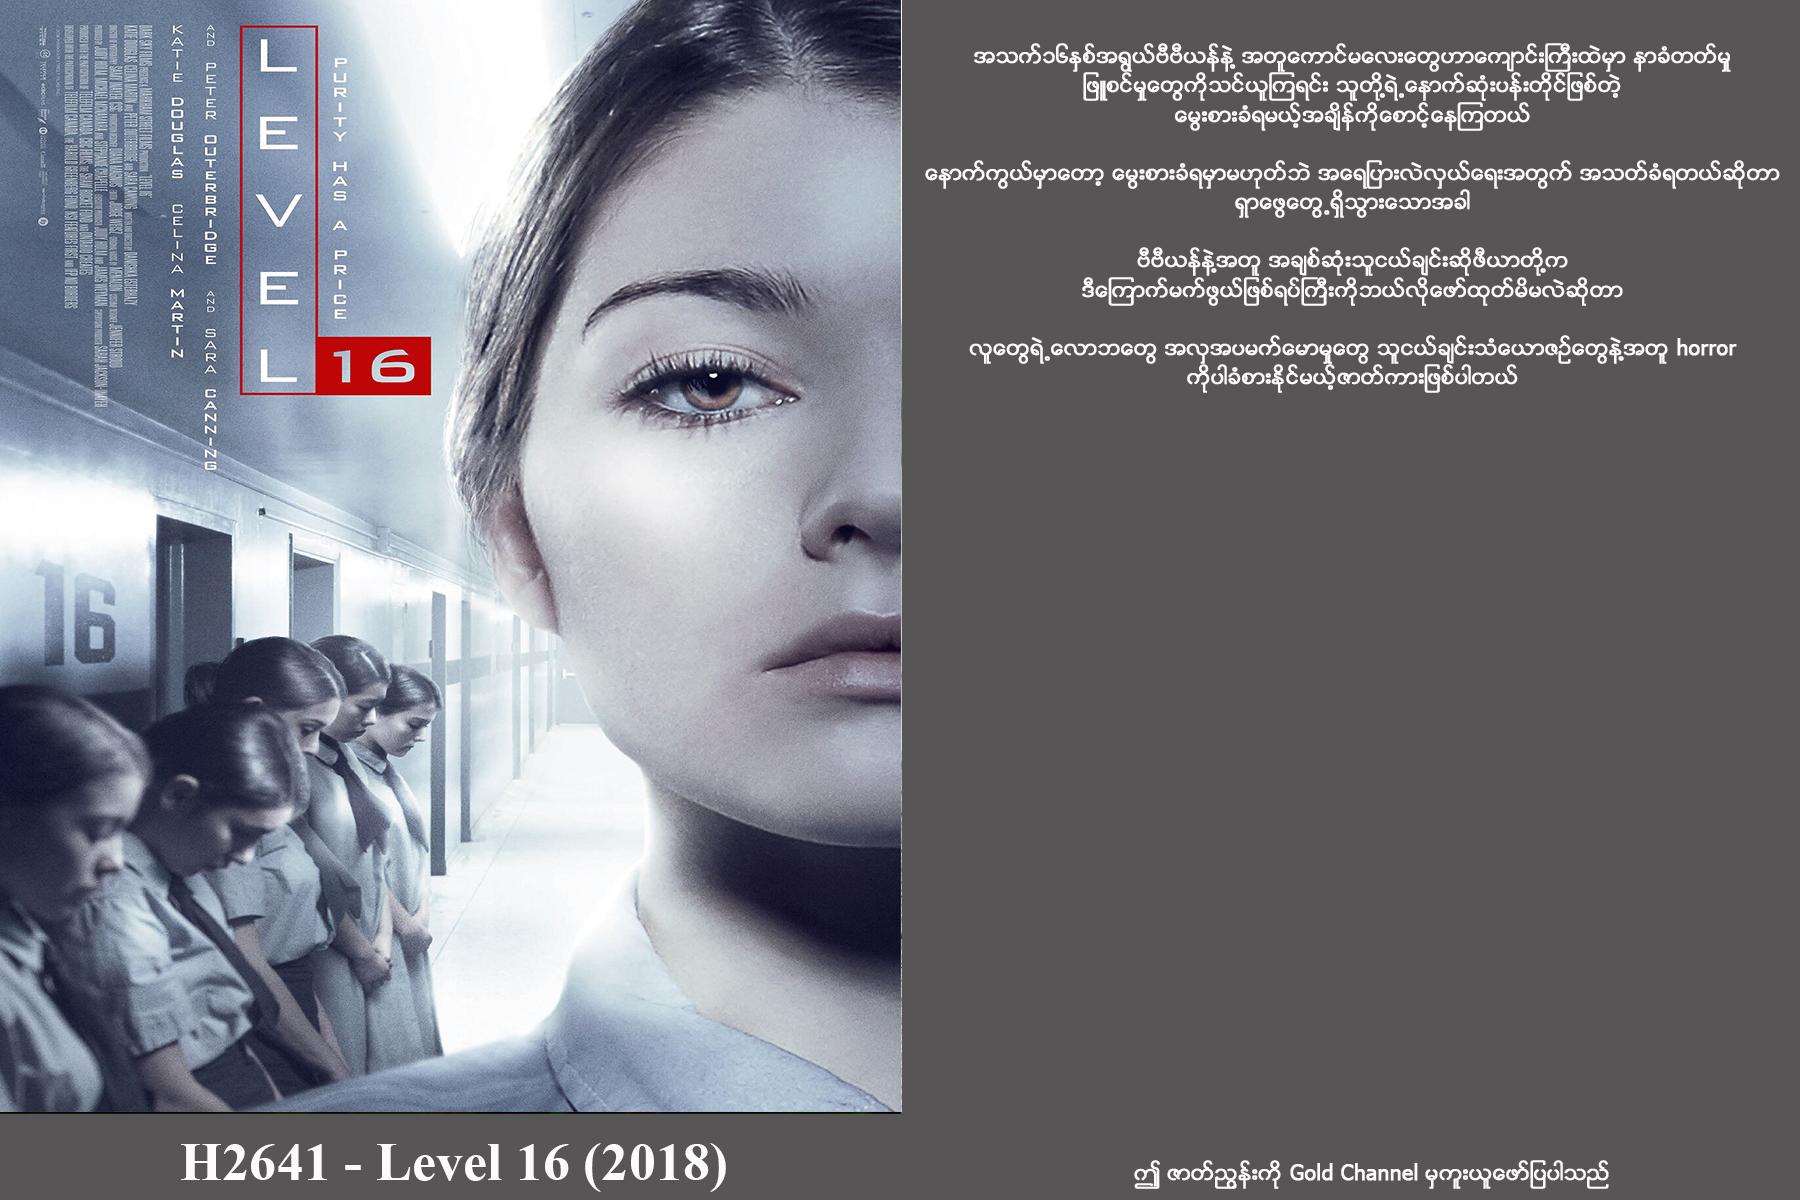 LEVEL
16
PURITY HAS A PRICE
AND PETER OUTERBRIDGE AND SARA CANNING
KATIE DOUGLAS CELINA MARTIN
16
H2641 - Level 16 (2018)
အသက်၁၆နှစ်အရွယ်ဗီဗီယန်နဲ့ အတူကောင်မလေးတွေဟာကျောင်းကြီးထဲမှာ နာခံတတ်မှု
ဖြူစင်မှုတွေကိုသင်ယူကြရင်း သူတို့ရဲ့နောက်ဆုံးပန်းတိုင်ဖြစ်တဲ့
မွေးစားခံရမယ့်အချိန်ကိုစောင့်နေကြတယ်
နောက်ကွယ်မှာတော့ မွေးစားခံရမှာမဟုတ်ဘဲ အရေပြားလဲလှယ်ရေးအတွက် အသတ်ခံရတယ်ဆိုတာ
ရှာဖွေတွေ့ရှိသွားသောအခါ
ဗီဗီယန်နဲ့အတူ အချစ်ဆုံးသူငယ်ချင်းဆိုဖီယာတို့က
ဒီကြောက်မက်ဖွယ်ဖြစ်ရပ်ကြီးကိုဘယ်လိုဖော်ထုတ်မိမလဲဆိုတာ
လူတွေရဲ့လောဘတွေ အလှအပမက်မောမှုတွေ သူငယ်ချင်းသံယောဇဉ်တွေနဲ့အတူ horror
ကိုပါခံစားနိုင်မယ့်ဇာတ်ကားဖြစ်ပါတယ်
ဤ ဇာတ်ညွှန်းကို Gold Channel မှကူးယူဖော်ပြပါသည်